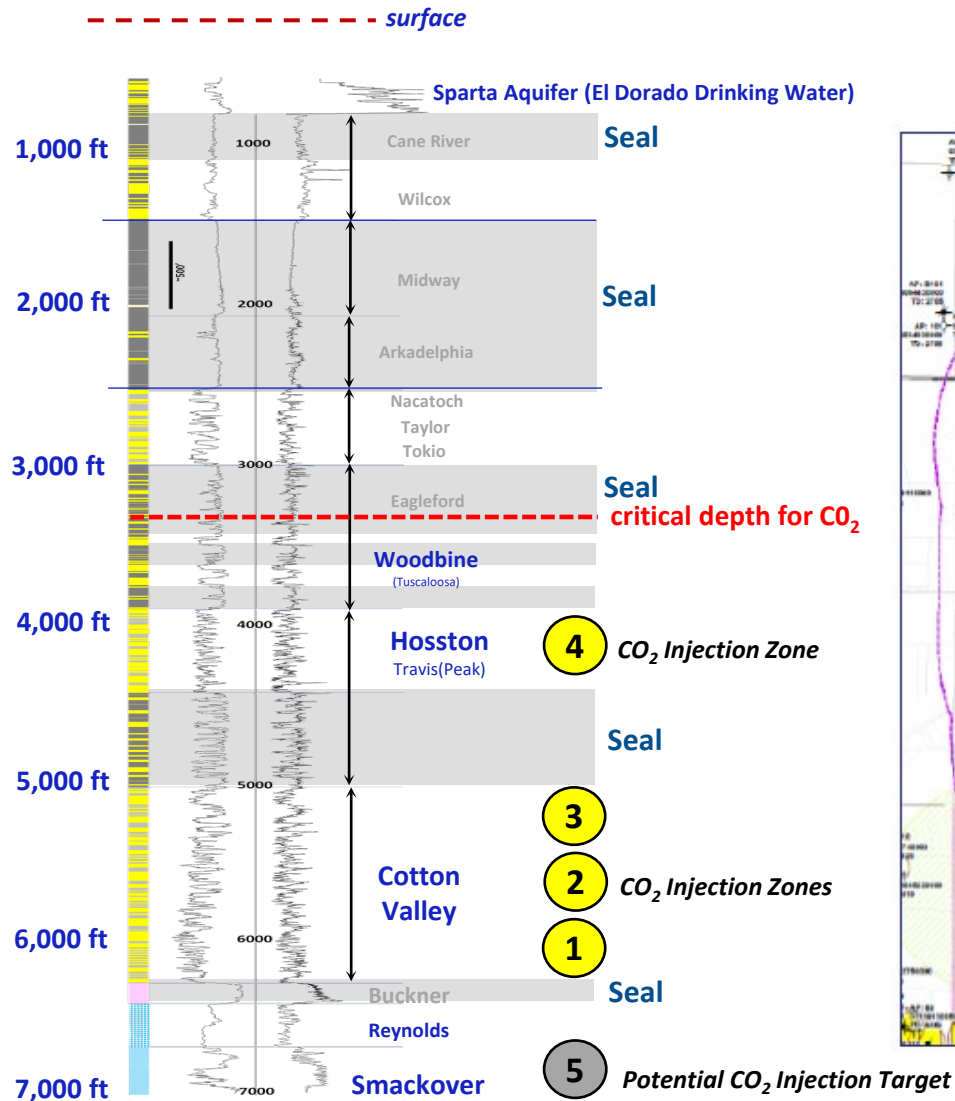 surface
Sparta Aquifer (El Dorado Drinking Water)
1,000 ft
1000
Cane River
Seal
Wilcox
~500'
Midway
2,000 ft
2000
Seal
Arkadelphia
Nacatoch
Taylor
Tokio
3,000 ft
3000
Seal
Eagleford
critical depth for C0₂
Woodbine
(Tuscaloosa)
4,000 ft
4000
Hosston
Travis(Peak)
4
CO₂ Injection Zone
Seal
5,000 ft
5000
3
Cotton
Valley
2
CO₂ Injection Zones
6,000 ft
6000
1
Buckner
Seal
Reynolds
7,000 ft
7000
Smackover
5
Potential CO₂ Injection Target